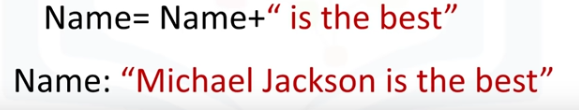 Name= Name+“ is the best”
Name: “Michael Jackson is the best”